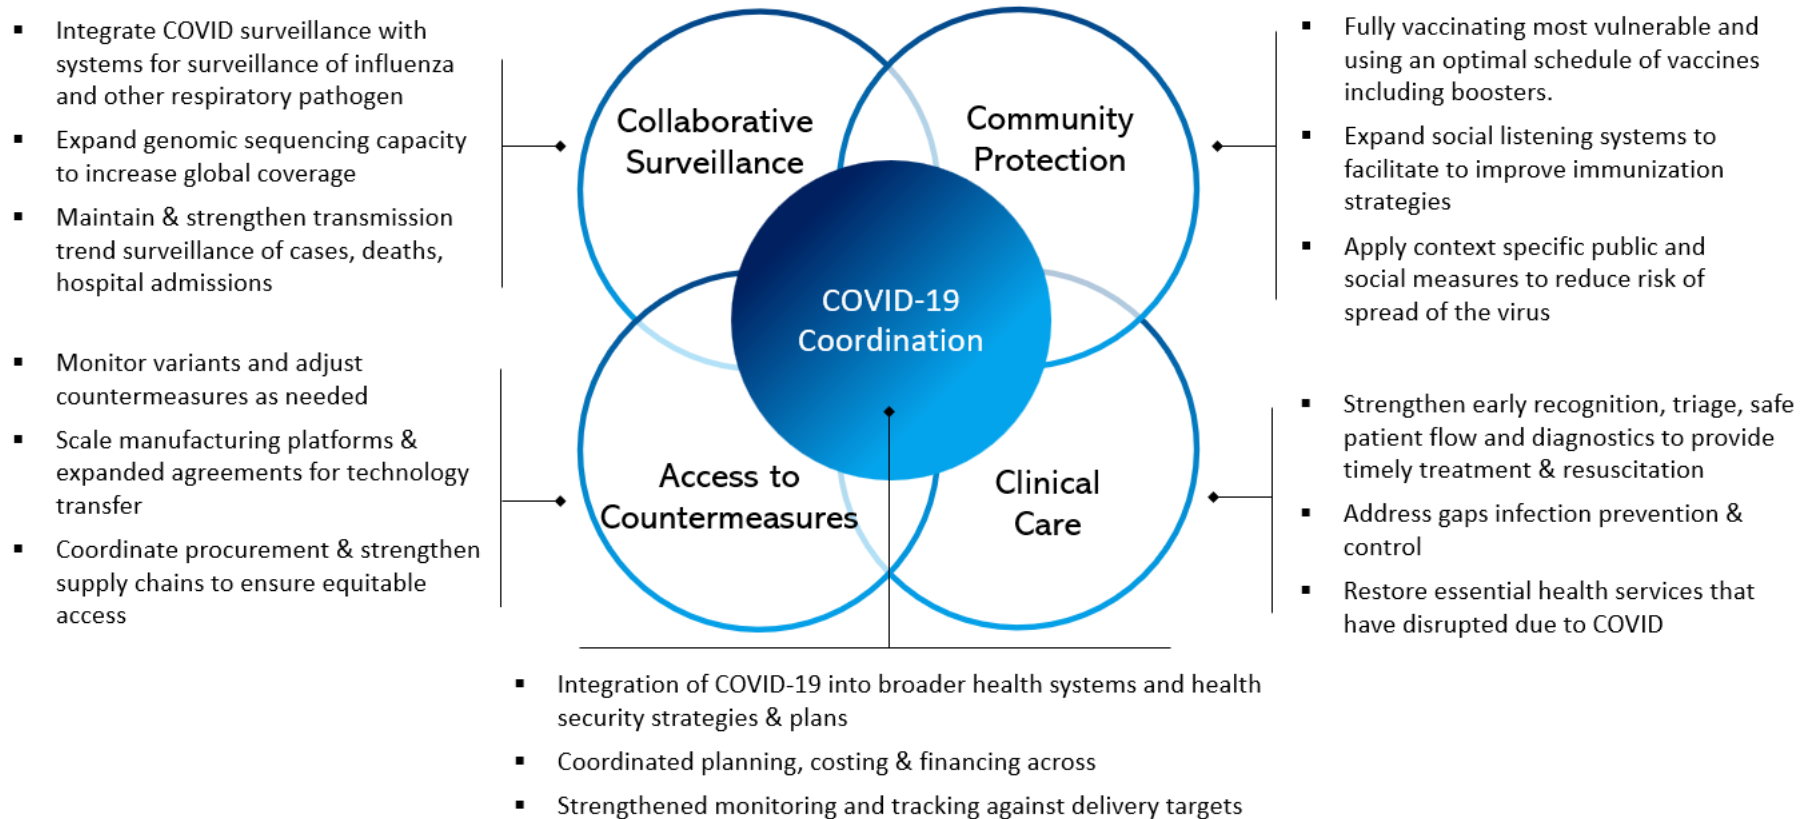 ▪ Integrate COVID surveillance with
systems for surveillance of influenza
and other respiratory pathogen
▪ Expand genomic sequencing capacity
to increase global coverage
▪ Maintain & strengthen transmission
trend surveillance of cases, deaths,
hospital admissions
Collaborative
Surveillance
Community
Protection
▪ Fully vaccinating most vulnerable and
using an optimal schedule of vaccines
including boosters.
▪ Expand social listening systems to
facilitate to improve immunization
strategies
▪ Apply context specific public and
social measures to reduce risk of
spread of the virus
COVID-19
Coordination
▪ Monitor variants and adjust
countermeasures as needed
▪ Scale manufacturing platforms &
expanded agreements for technology
transfer
▪ Coordinate procurement & strengthen
supply chains to ensure equitable
access
Access to
Countermeasures
Clinical
Care
▪ Strengthen early recognition, triage, safe
patient flow and diagnostics to provide
timely treatment & resuscitation
▪ Address gaps infection prevention &
control
▪ Restore essential health services that
have disrupted due to COVID
▪ Integration of COVID-19 into broader health systems and health
security strategies & plans
▪ Coordinated planning, costing & financing across
▪ Strengthened monitoring and tracking against delivery targets